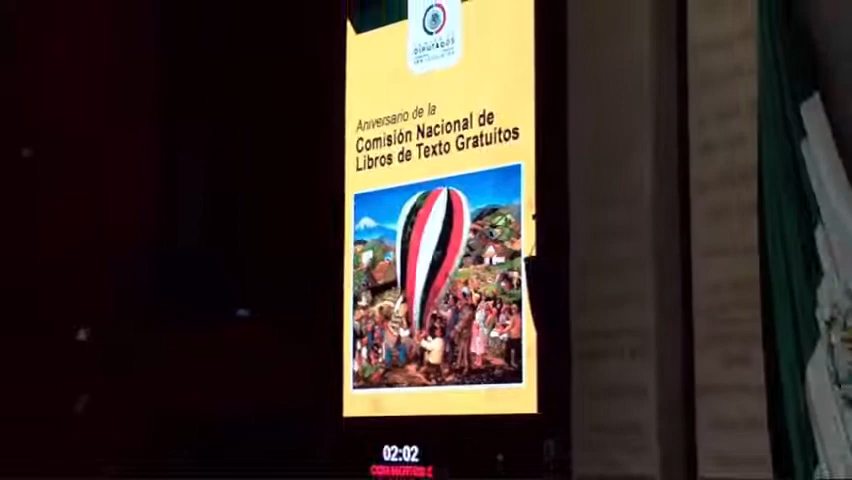 DIPUTADOS
Aniversario de la
Comisión Nacional de
Libros de Texto Gratuitos
02:02